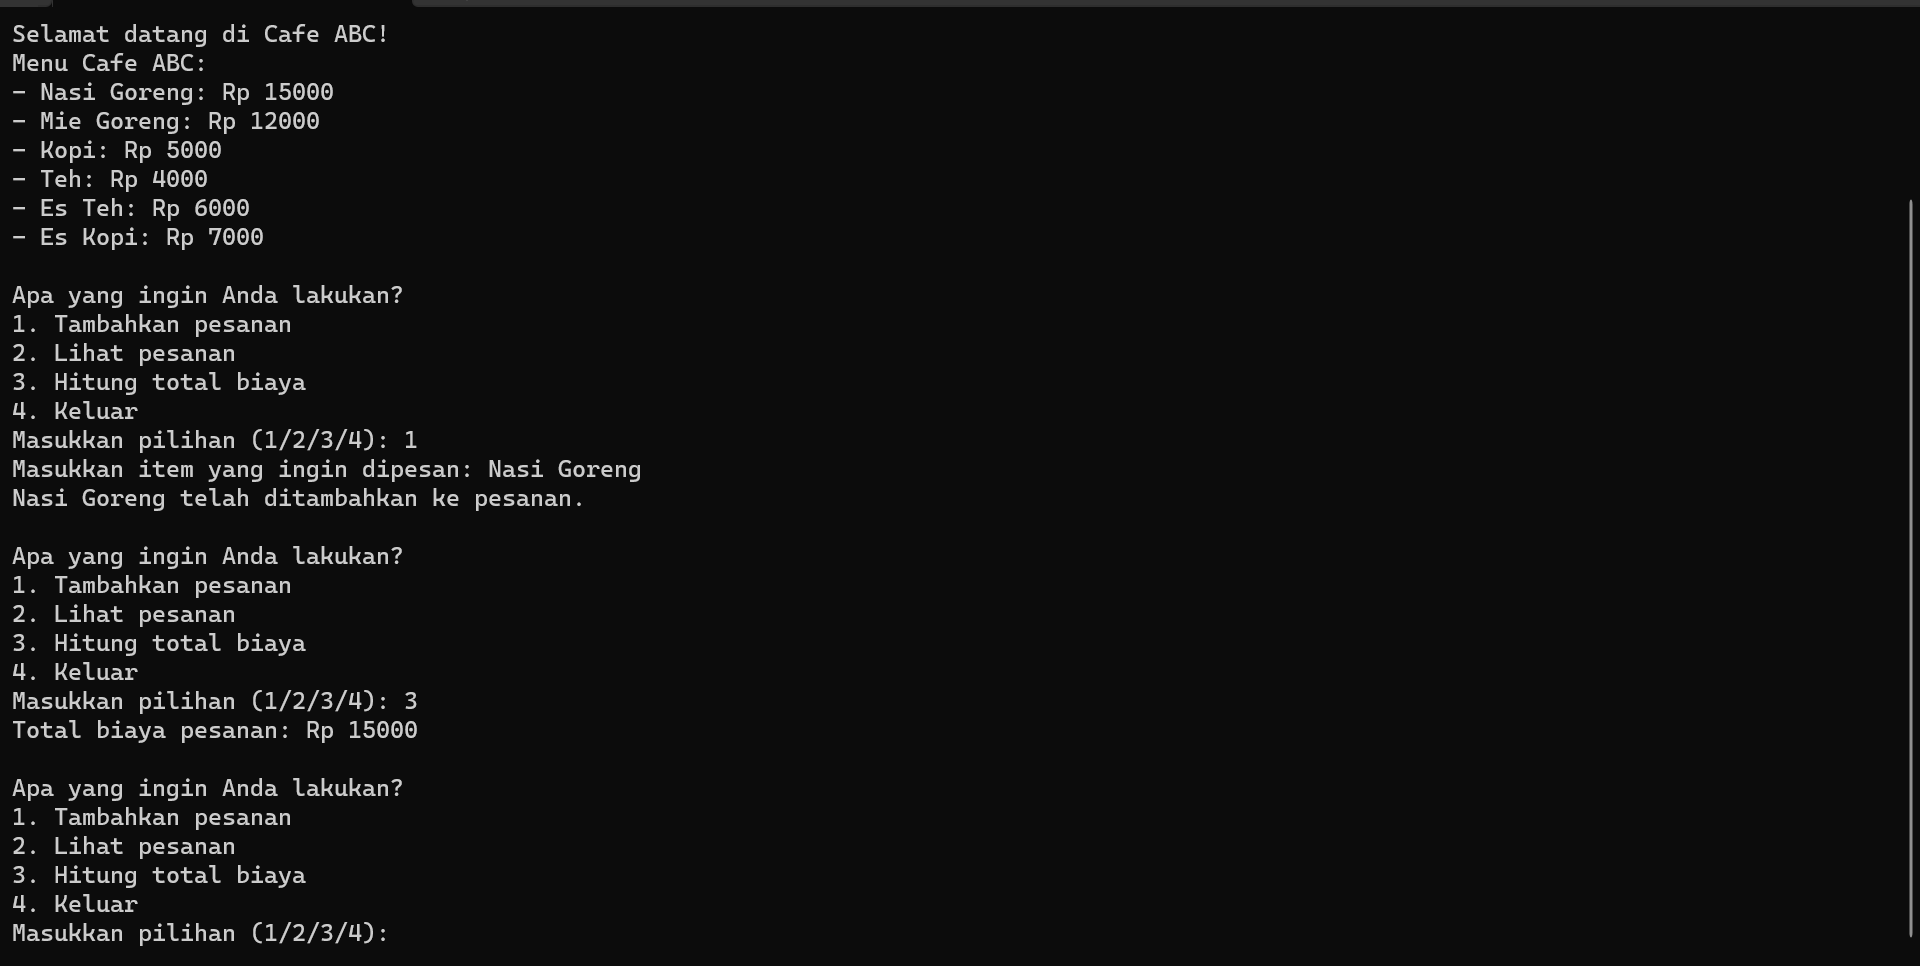 Selamat datang di Cafe ABC!
Menu Cafe ABC:
- Nasi Goreng: Rp 15000
- Mie Goreng: Rp 12000
- Kopi: Rp 5000
- Teh: Rp 4000
- Es Teh: Rp 6000
- Es Kopi: Rp 7000

Apa yang ingin Anda lakukan?
1. Tambahkan pesanan
2. Lihat pesanan
3. Hitung total biaya
4. Keluar
Masukkan pilihan (1/2/3/4): 1
Masukkan item yang ingin dipesan: Nasi Goreng
Nasi Goreng telah ditambahkan ke pesanan.

Apa yang ingin Anda lakukan?
1. Tambahkan pesanan
2. Lihat pesanan
3. Hitung total biaya
4. Keluar
Masukkan pilihan (1/2/3/4): 3
Total biaya pesanan: Rp 15000

Apa yang ingin Anda lakukan?
1. Tambahkan pesanan
2. Lihat pesanan
3. Hitung total biaya
4. Keluar
Masukkan pilihan (1/2/3/4):